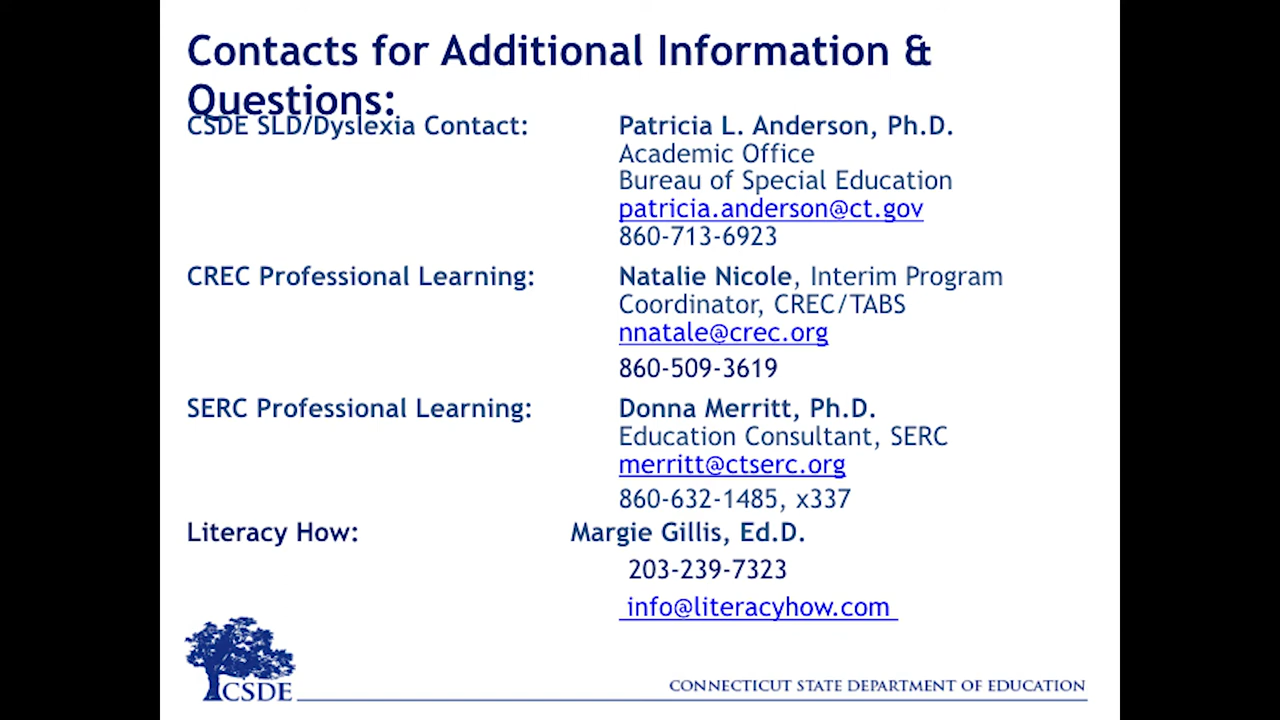 Contacts for Additional Information &
Questions:
CSDE SLD/Dyslexia Contact: Patricia L. Anderson, Ph.D.
Academic Office
Bureau of Special Education
patricia.anderson@ct.gov
860-713-6923
CREC Professional Learning: Natalie Nicole, Interim Program
Coordinator, CREC/TABS
nnatale@crec.org
860-509-3619
SERC Professional Learning: Donna Merritt, Ph.D.
Education Consultant, SERC
merritt@ctserc.org
860-632-1485, x337
Literacy How: Margie Gillis, Ed.D.
203-239-7323
info@literacyhow.com
CSDE CONNECTICUT STATE DEPARTMENT OF EDUCATION